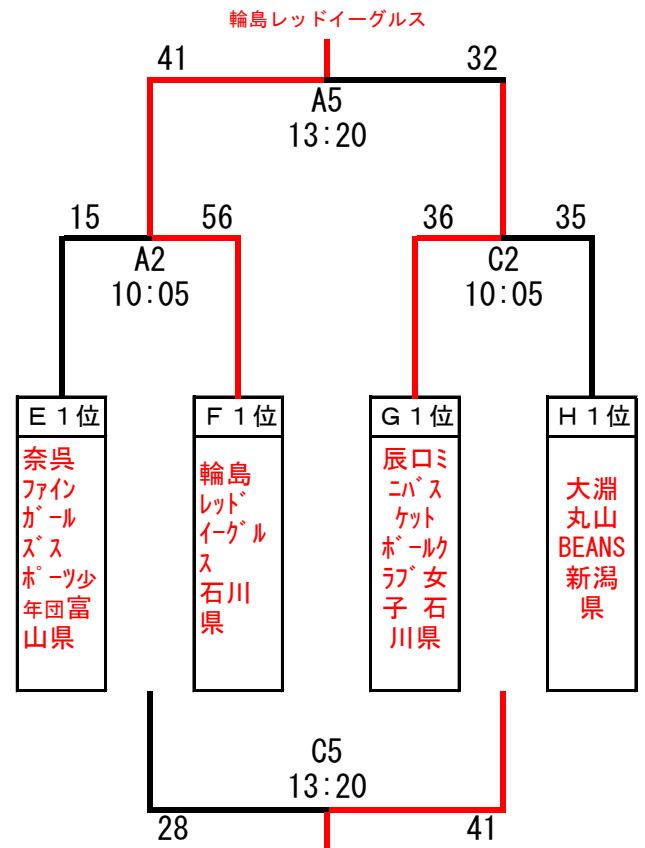 輪島レッドイーグルス
41 32
A5
13:20
15 56 36 35
A2 C2
10:05 10:05
E1位 F1位 G1位 H1位
奈呉
ファイン
ガール
ズス
ポーツ少
年団富
山県
輪島
レッド
イーグル
ス
石川
県
辰口ミ
ニバス
ケット
ボールク
ラブ女
子 石
川県
大淵
丸山
BEANS
新潟
県
C5
13:20
28 41